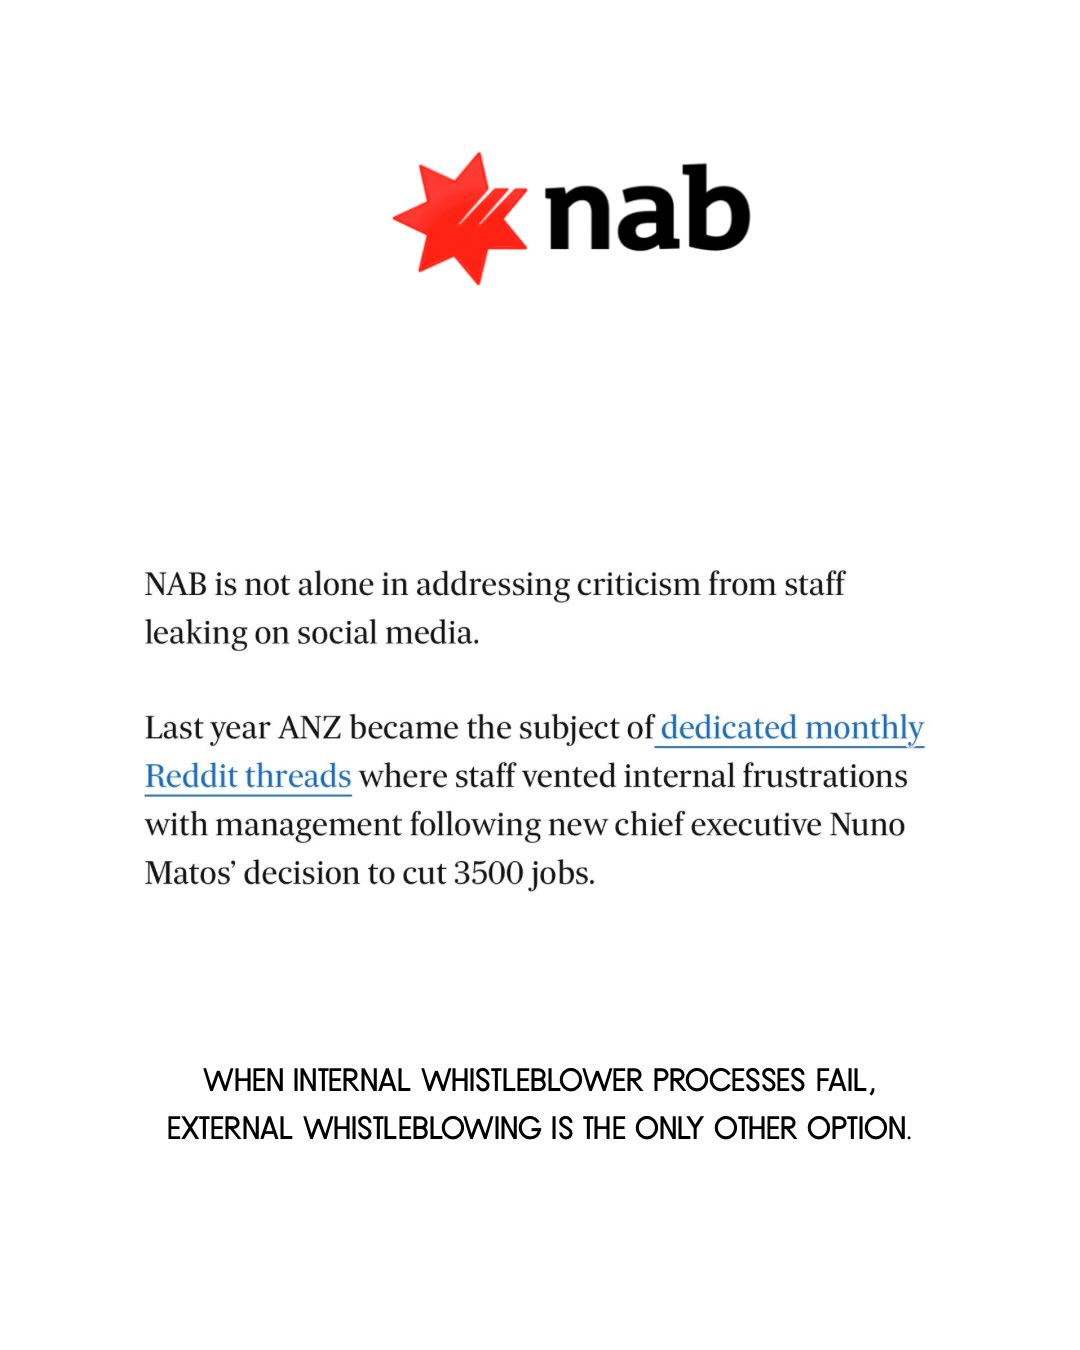 nab
NAB is not alone in addressing criticism from staff
leaking on social media.
Last year ANZ became the subject of dedicated monthly
Reddit threads where staff vented internal frustrations
with management following new chief executive Nuno
Matos’ decision to cut 3500 jobs.
WHEN INTERNAL WHISTLEBLOWER PROCESSES FAIL,
EXTERNAL WHISTLEBLOWING IS THE ONLY OTHER OPTION.